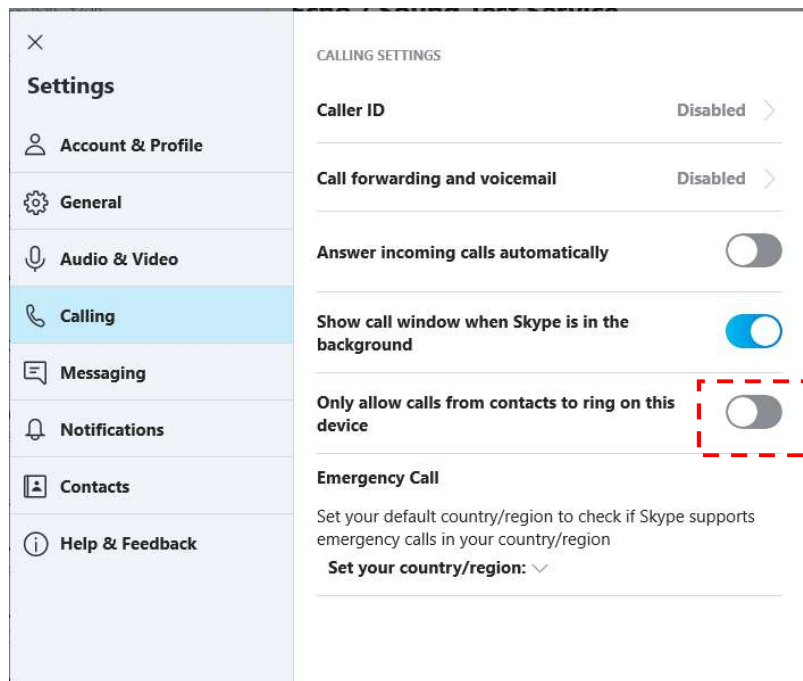 Settings
Account & Profile
General
Audio & Video
Calling
Messaging
Notifications
Contacts
Help & Feedback
CALLING SETTINGS
Caller ID
Disabled
Call forwarding and voicemail
Disabled
Answer incoming calls automatically
Show call window when Skype is in the
background
Only allow calls from contacts to ring on this
device
Emergency Call
Set your default country/region to check if Skype supports
emergency calls in your country/region
Set your country/region: